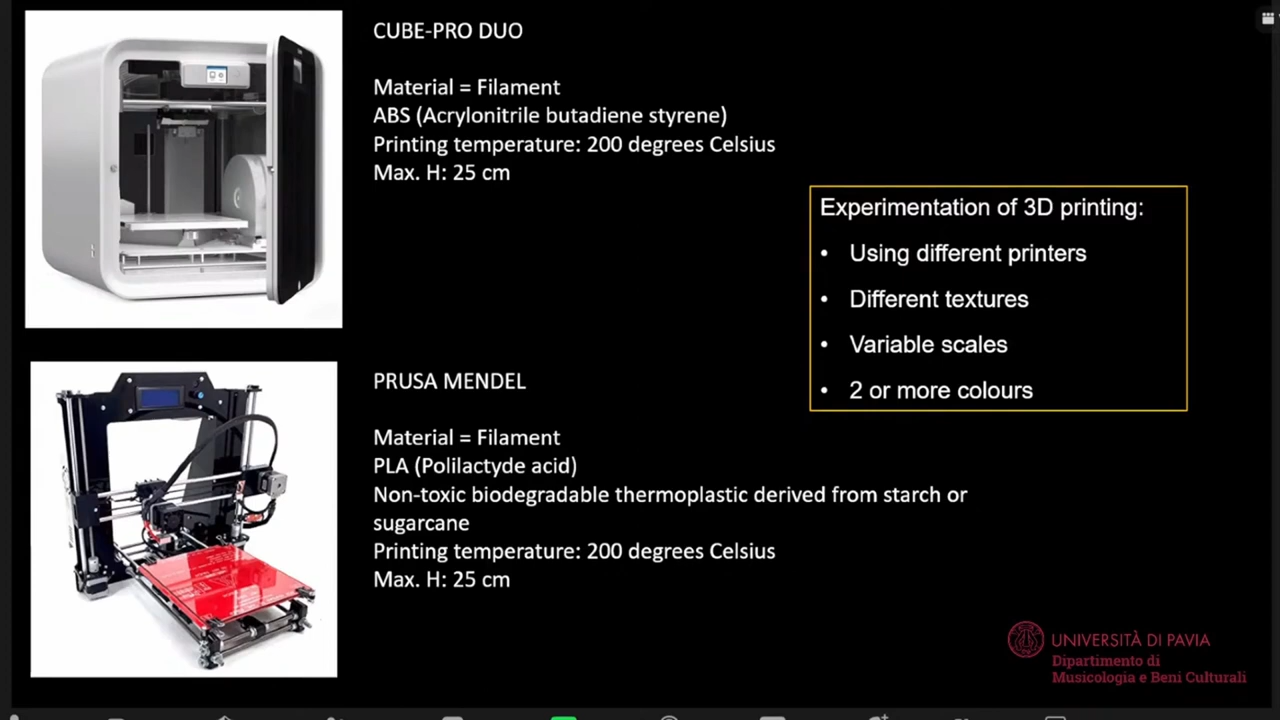 CUBE-PRO DUO
Material = Filament
ABS (Acrylonitrile butadiene styrene)
Printing temperature: 200 degrees Celsius
Max. H: 25 cm
Experimentation of 3D printing:
• Using different printers
• Different textures
• Variable scales
• 2 or more colours
PRUSA MENDEL
Material = Filament
PLA (Polilactyde acid)
Non-toxic biodegradable thermoplastic derived from starch or
sugarcane
Printing temperature: 200 degrees Celsius
Max. H: 25 cm
UNIVERSITÀ DI PAVIA
Dipartimento di
Musicologia e Beni Culturali